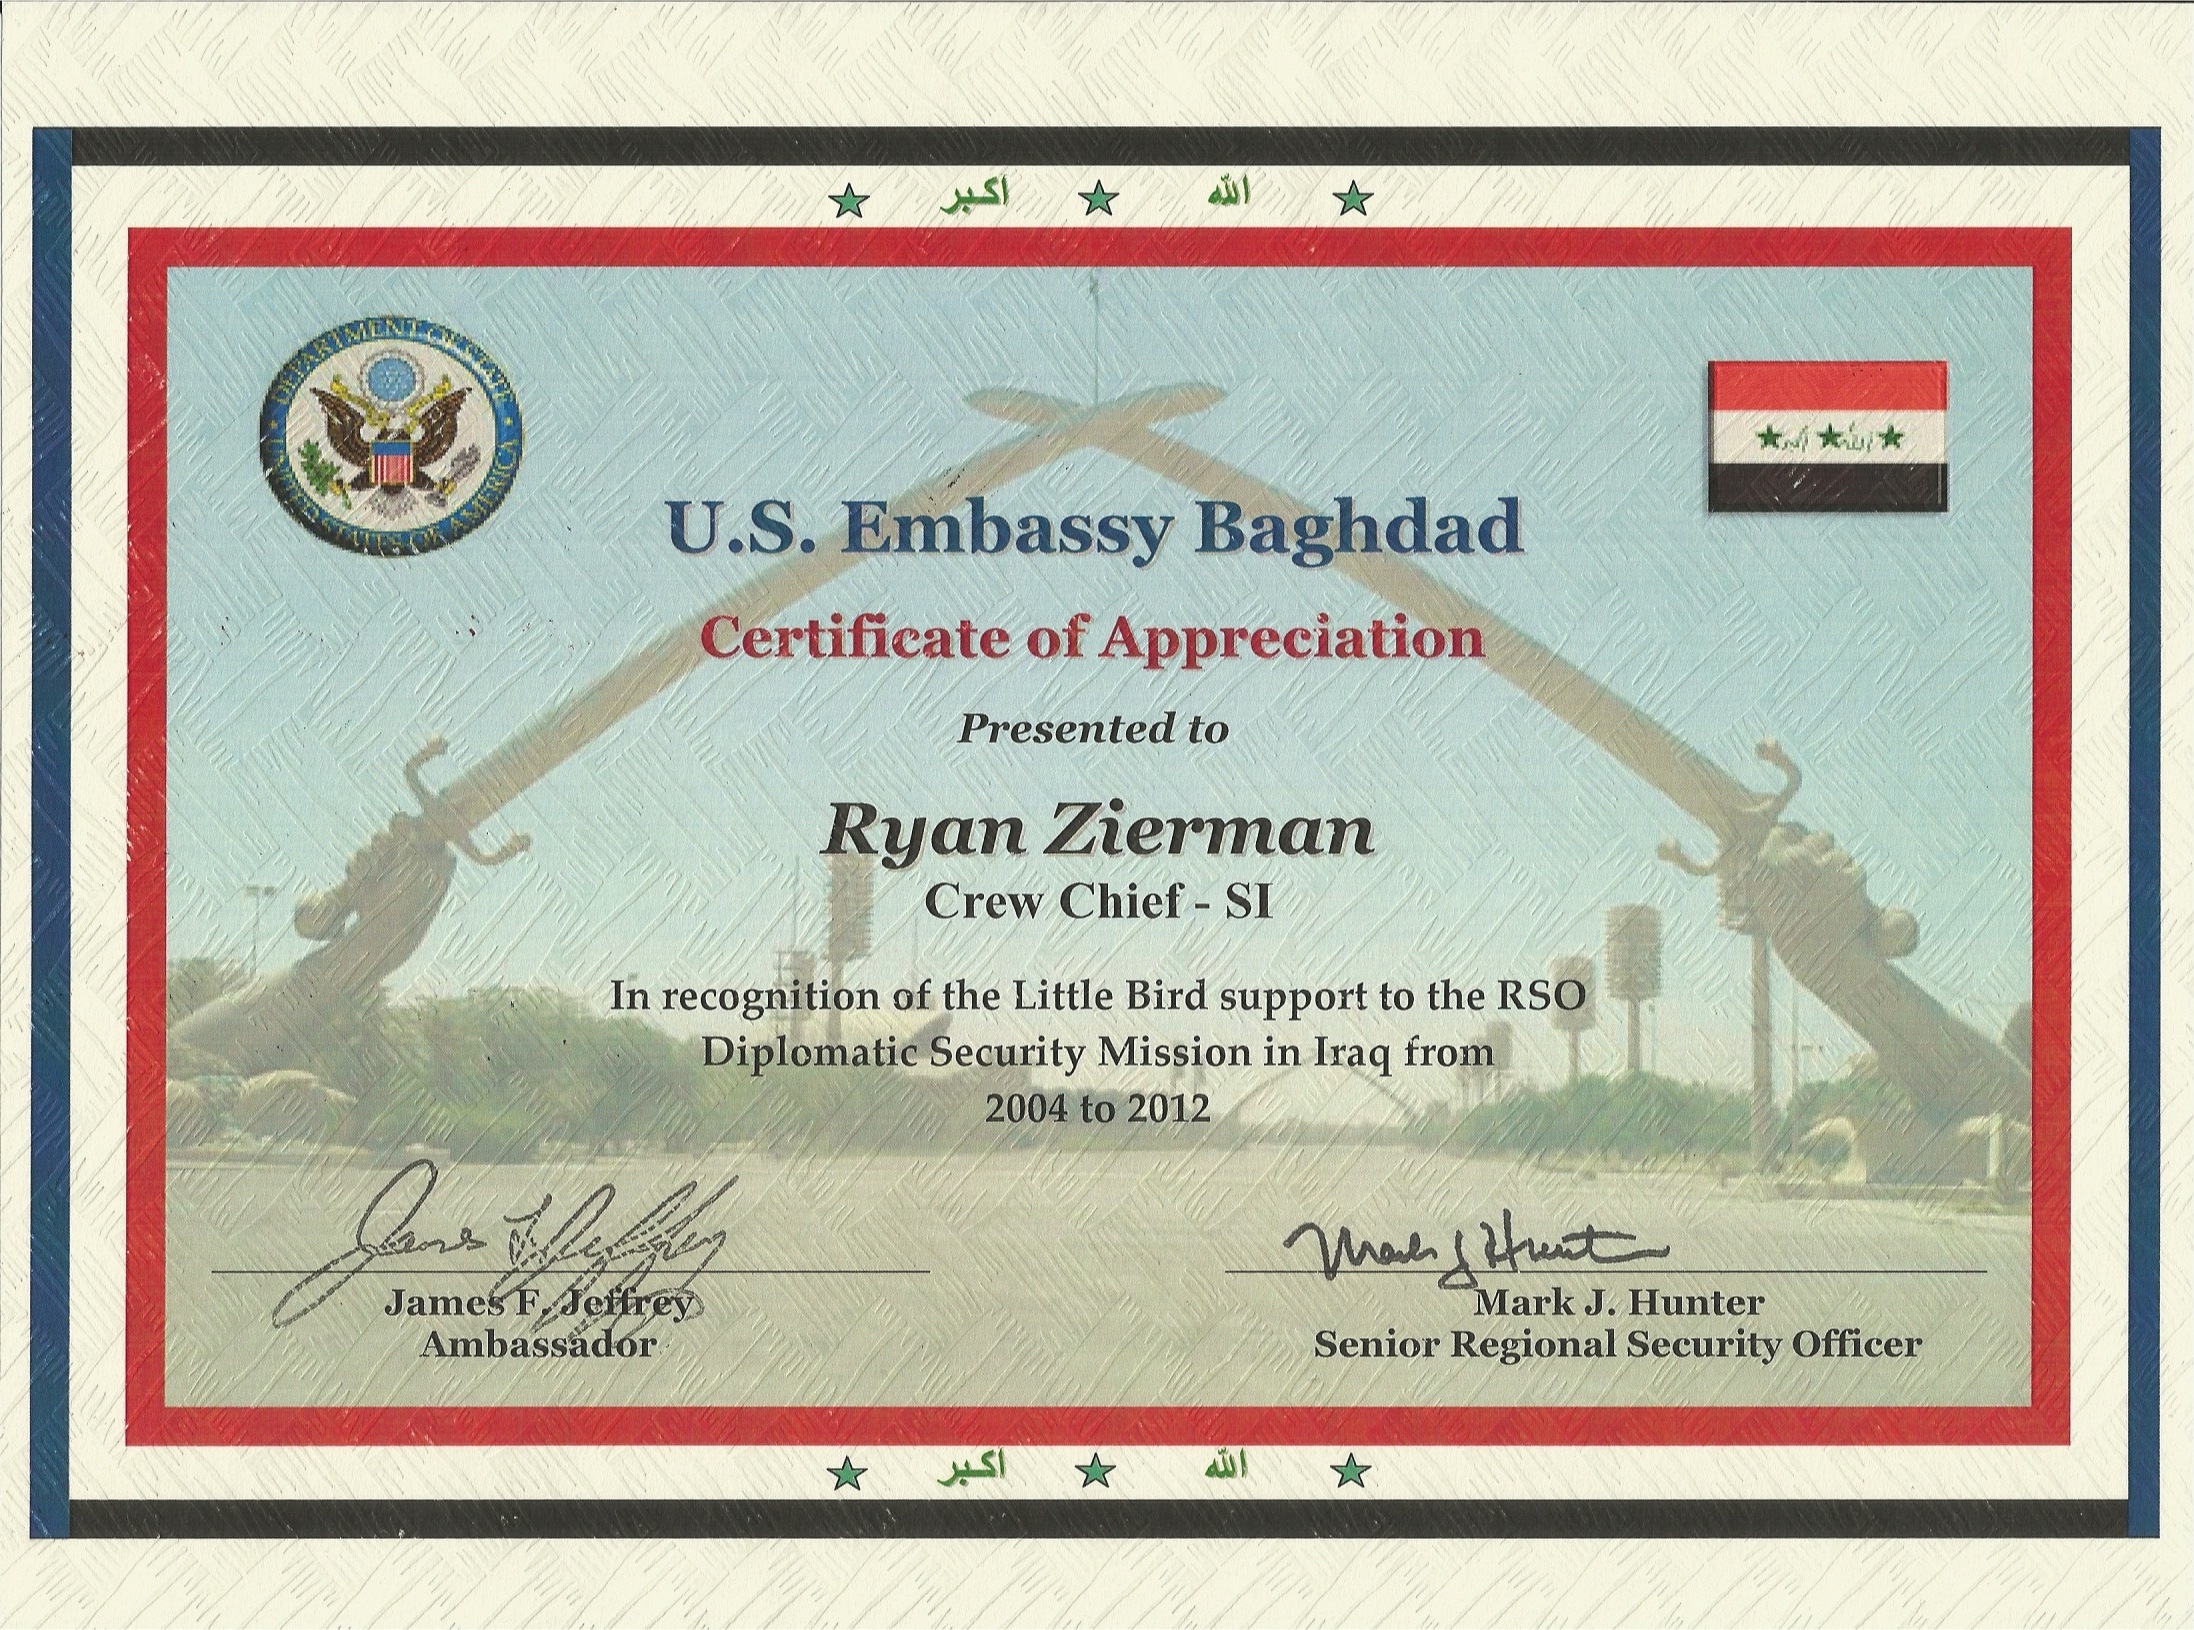 ★ اكبر ★ الله ★
DEPARTMENT OF STATE
UNITED STATES OF AMERICA
★ اكبر ★ الله ★
U.S. Embassy Baghdad
Certificate of Appreciation
Presented to
Ryan Zierman
Crew Chief - SI
In recognition of the Little Bird support to the RSO
Diplomatic Security Mission in Iraq from
2004 to 2012
James F. Jeffrey
Mark J Hunter
James F. Jeffrey
Ambassador
Mark J. Hunter
Senior Regional Security Officer
★ اكبر ★ الله ★